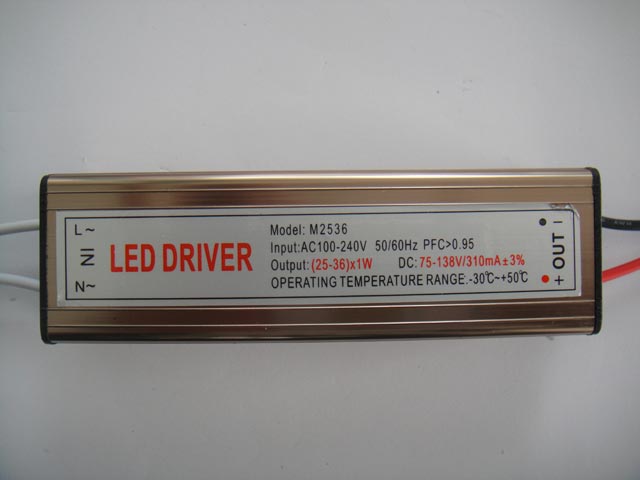 L~
IN
N~
LED DRIVER
Model: M2536
Input:AC100-240V 50/60Hz PFC>0.95
Output:(25-36)x1W DC:75-138V/310mA±3%
OPERATING TEMPERATURE RANGE:-30℃~+50℃
+ OUT -